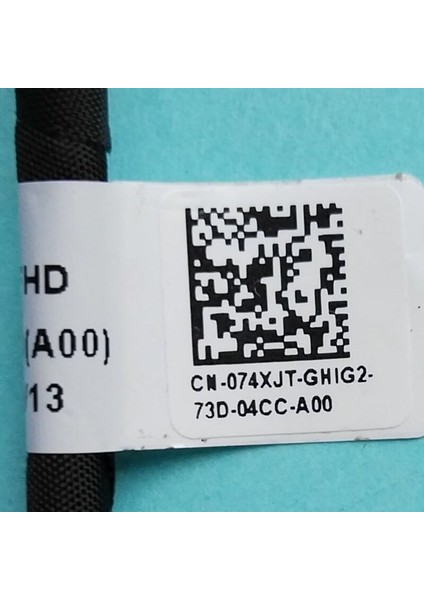 HD
(A00)
/13
CN-074XJT-GHIG2-
73D-04CC-A00